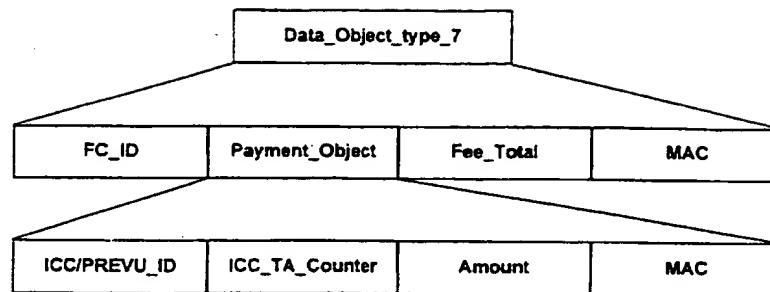 Data_Object_type_7
FC_ID Payment_Object Fee_Total MAC
ICC/PREVU_ID ICC_TA_Counter Amount MAC